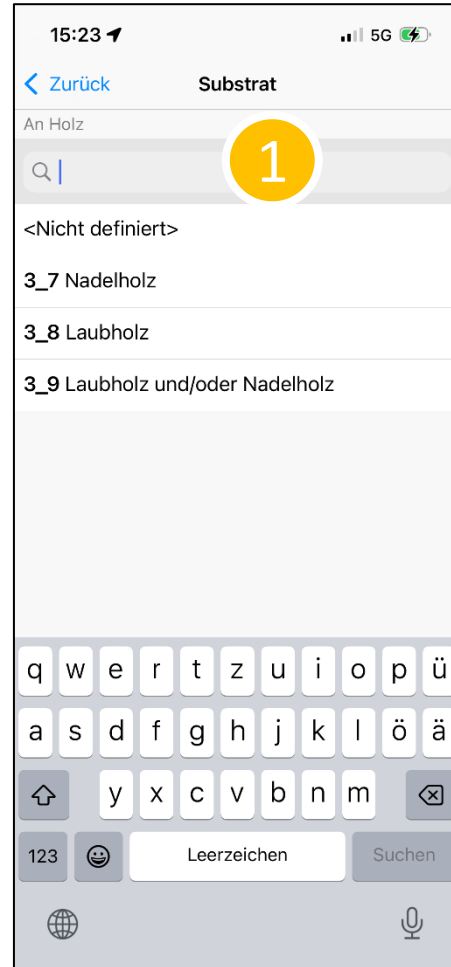 15:23 5G
Zurück Substrat
An Holz
1
<Nicht definiert>
3_7 Nadelholz
3_8 Laubholz
3_9 Laubholz und/oder Nadelholz
q w e r t z u i o p ü
a s d f g h j k l ö ä
y x c v b n m
123 Leerzeichen Suchen